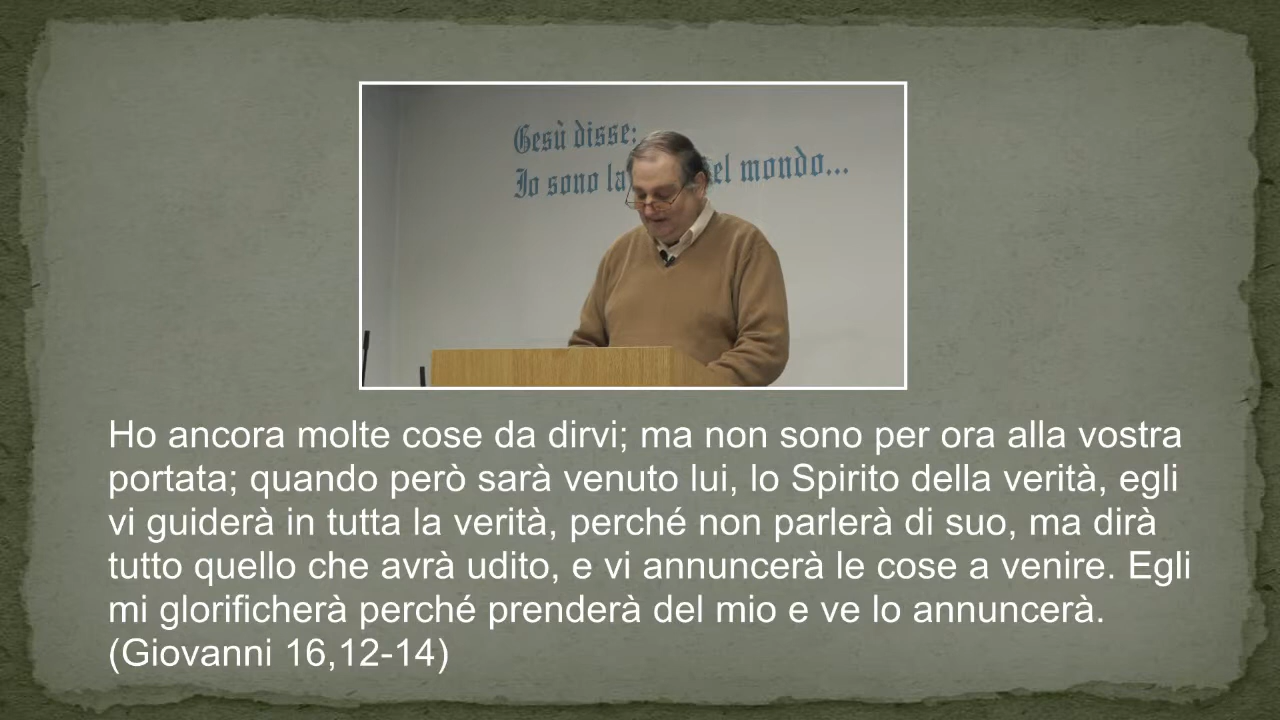 Gesù disse:
Io sono la mondo...
Ho ancora molte cose da dirvi; ma non sono per ora alla vostra
portata; quando però sarà venuto lui, lo Spirito della verità, egli
vi guiderà in tutta la verità, perché non parlerà di suo, ma dirà
tutto quello che avrà udito, e vi annuncerà le cose a venire. Egli
mi glorificherà perché prenderà del mio e ve lo annuncerà.
(Giovanni 16,12-14)